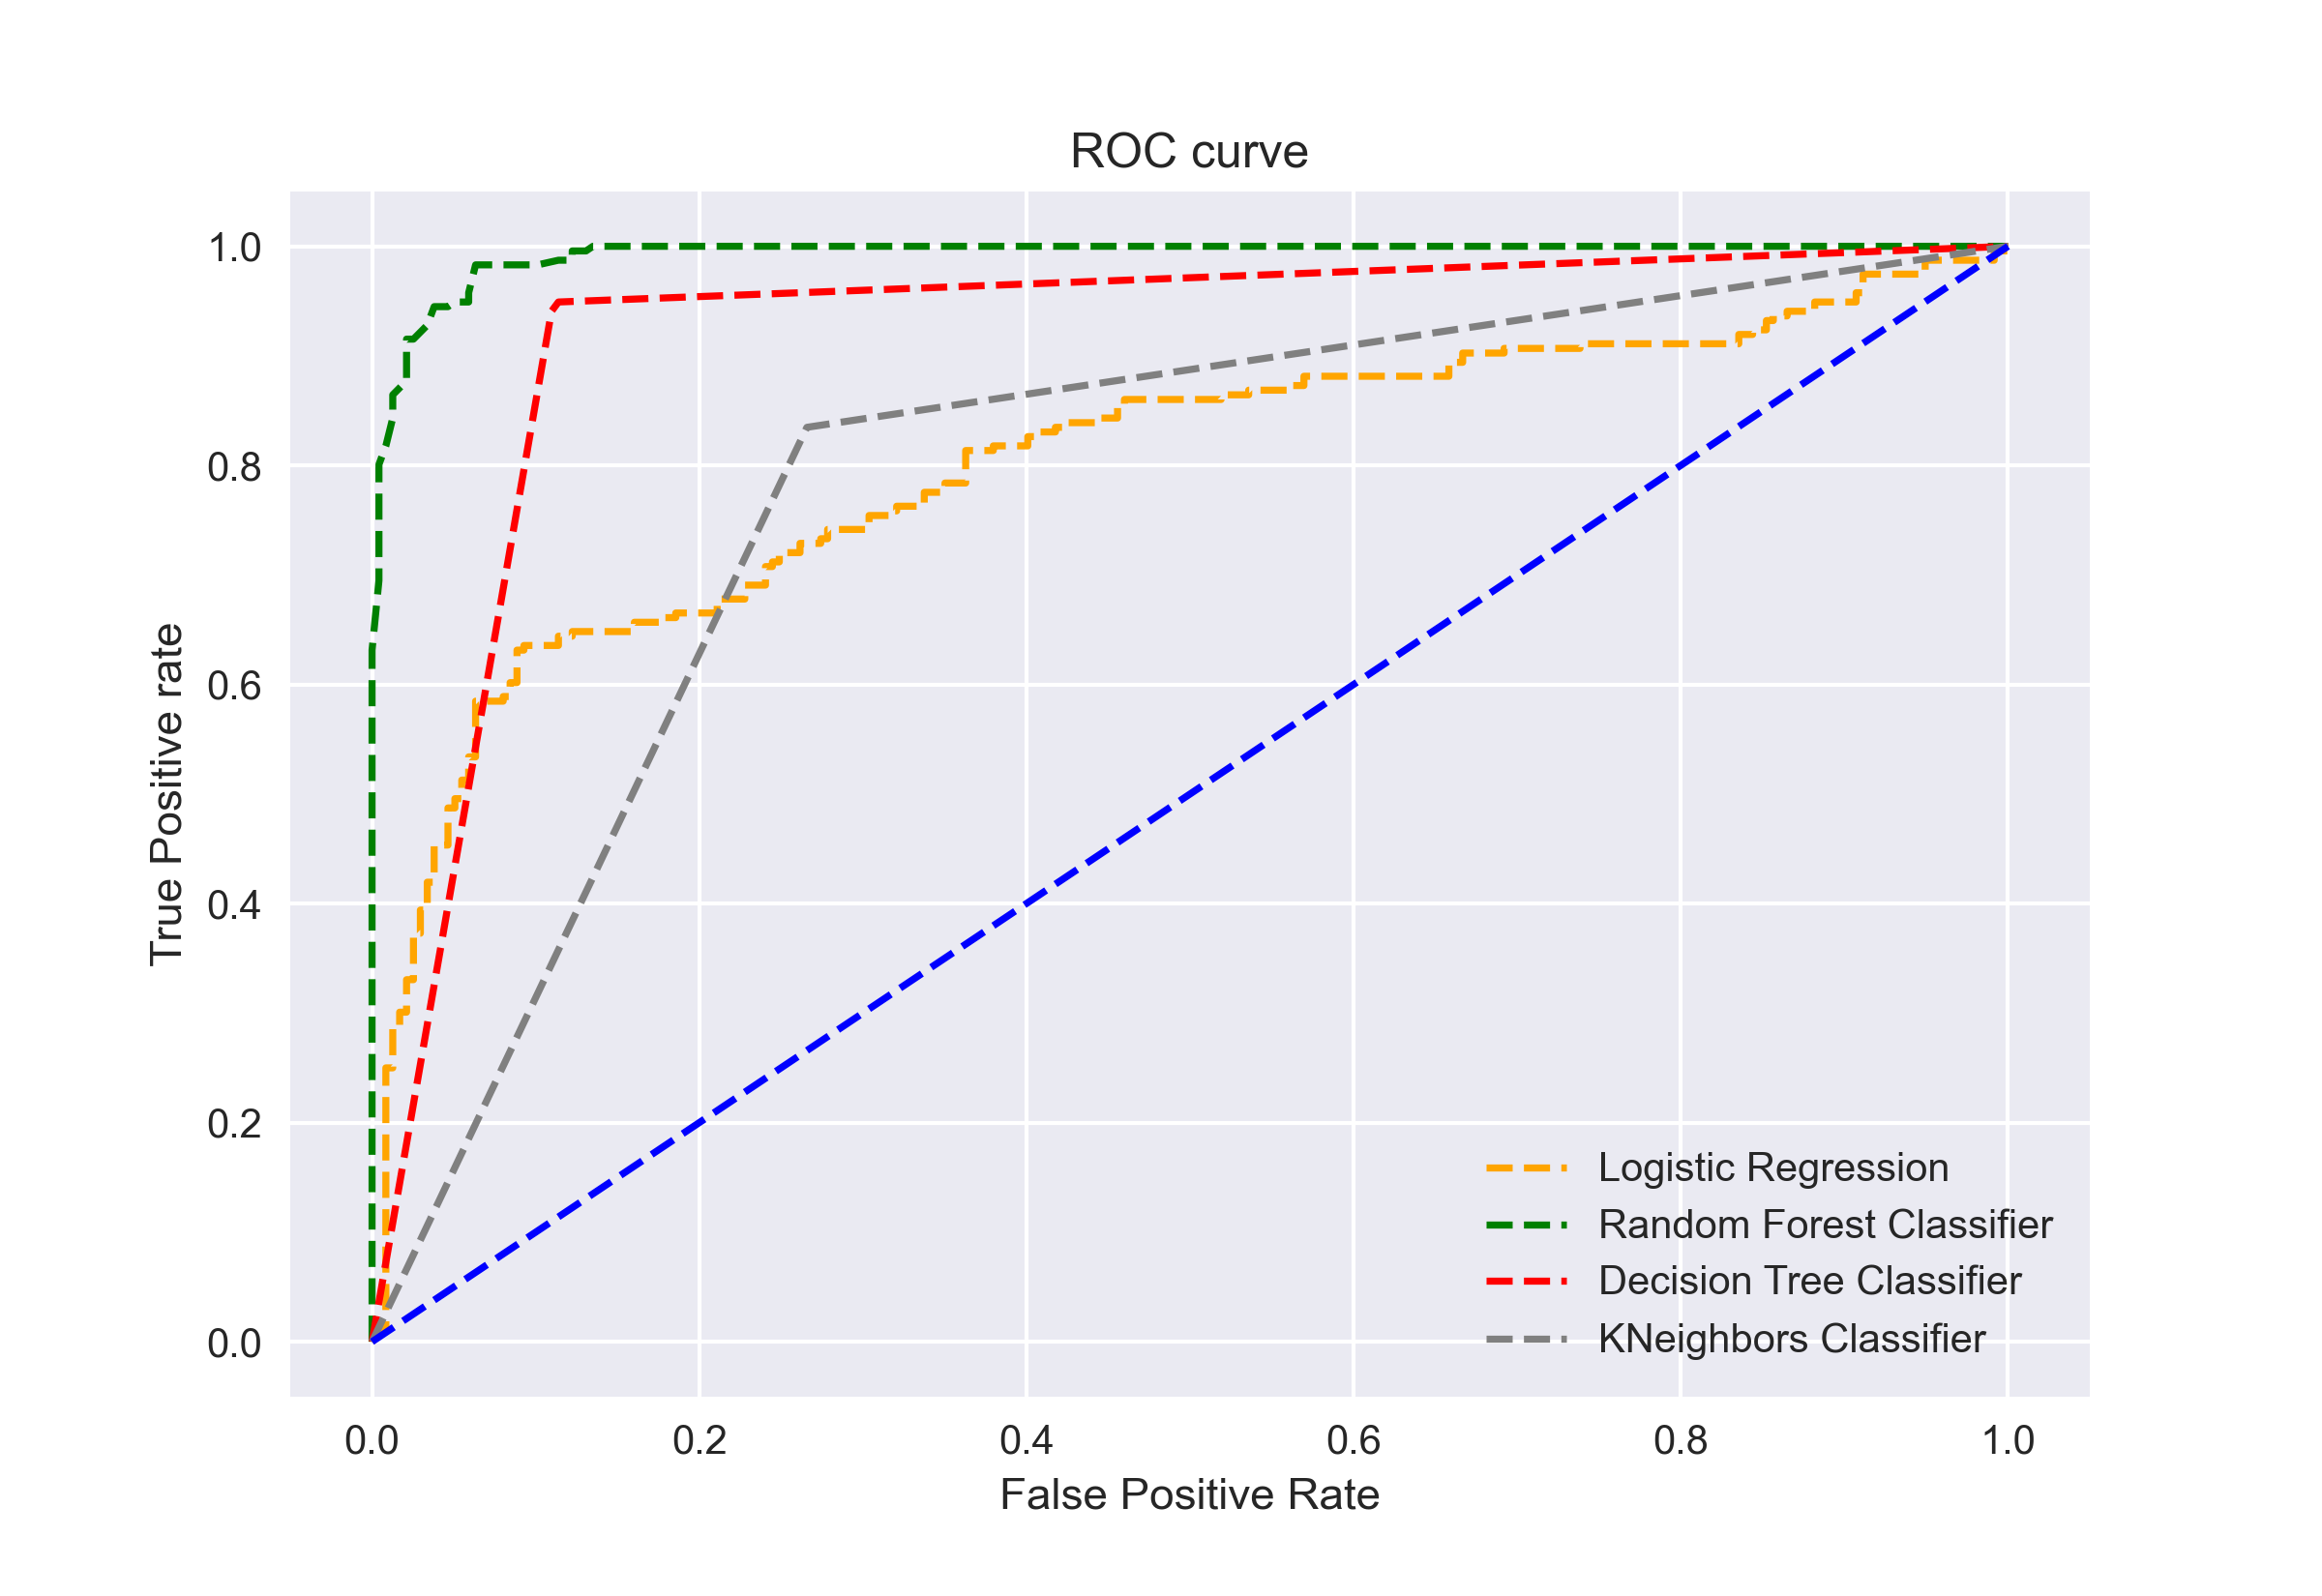 ROC curve
1.0
0.8
0.6
0.4
0.2
0.0
True Positive rate
Logistic Regression
Random Forest Classifier
Decision Tree Classifier
KNeighbors Classifier
0.0 0.2 0.4 0.6 0.8 1.0
False Positive Rate